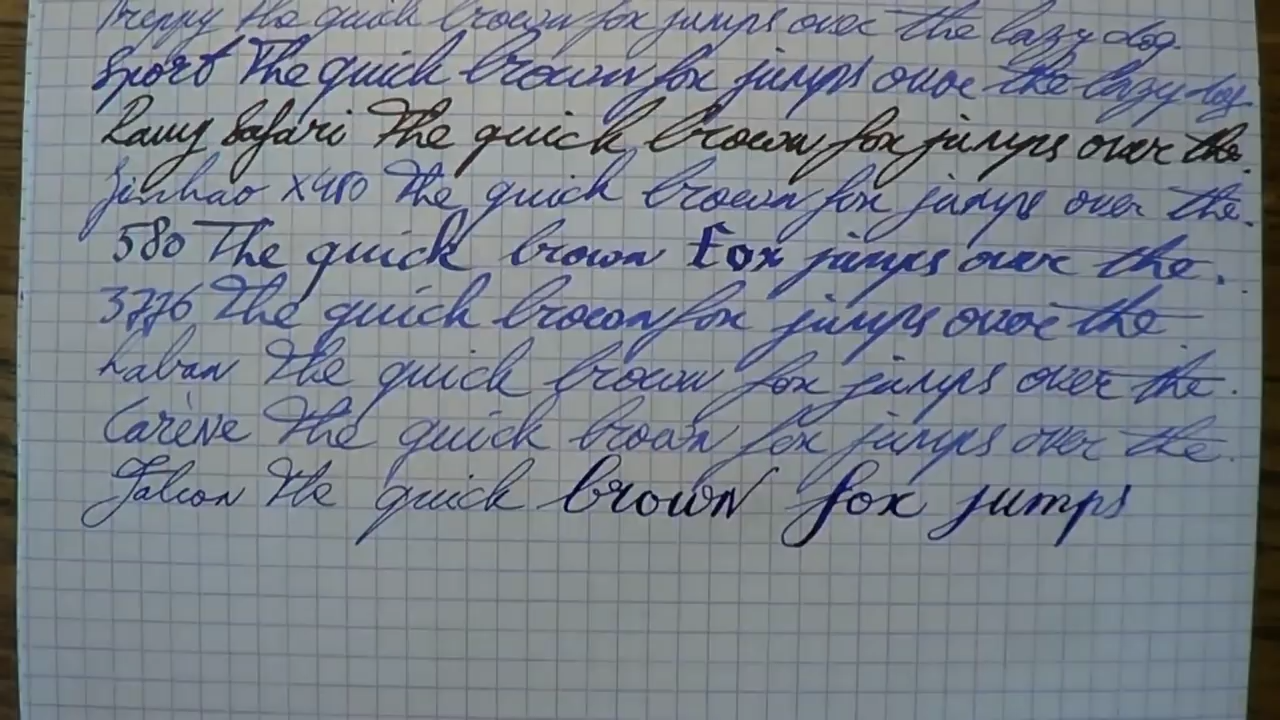 Preppy The quick brown fox jumps over the lazy dog.
Sport The quick brown fox jumps over the lazy dog
Lamy Safari The quick brown fox jumps over the.
Jinhao X450 The quick brown fox jumps over the.
580 The quick brown fox jumps over the.
3776 The quick brown fox jumps over the
Laban The quick brown fox jumps over the.
Carène The quick brown fox jumps over the.
Falcon The quick brown fox jumps